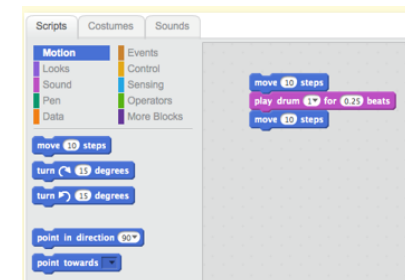 Scripts Costumes Sounds
Motion Events
Looks Control
Sound Sensing
Pen Operators
Data More Blocks
move 10 steps
turn 15 degrees
turn 15 degrees
point in direction 90
point towards
move 10 steps
play drum 1 for 0.25 beats
move 10 steps